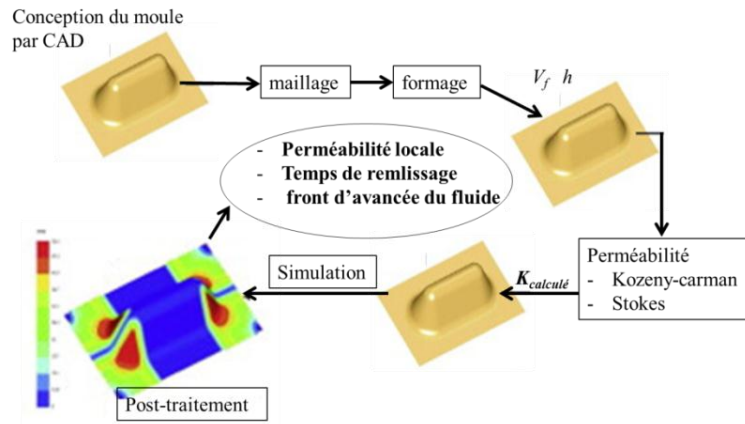 Conception du moule
par CAD
maillage
formage
V_f h
- Perméabilité locale
- Temps de remlissage
- front d'avancée du fluide
Perméabilité
- Kozeny-carman
- Stokes
K_calculé
Simulation
Post-traitement